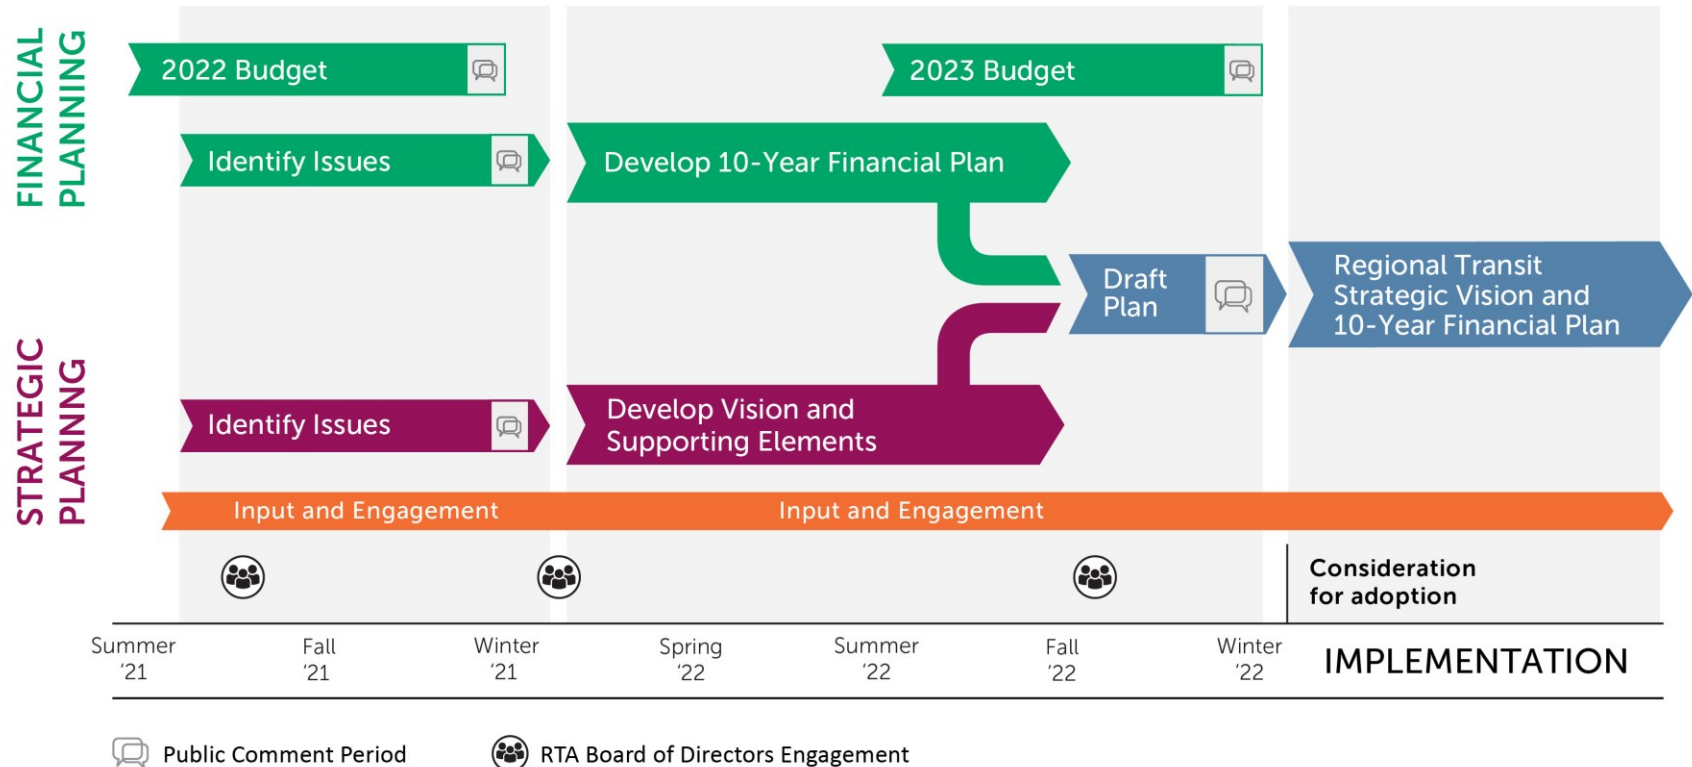 FINANCIAL
PLANNING
2022 Budget
2023 Budget
Identify Issues
Develop 10-Year Financial Plan
Draft
Plan
Regional Transit
Strategic Vision and
10-Year Financial Plan
STRATEGIC
PLANNNG
Identify Issues
Develop Vision and
Supporting Elements
Input and Engagement
Input and Engagement
Consideration
for adoption
Summer
'21
Fall
'21
Winter
'21
Spring
'22
Summer
'22
Fall
'22
Winter
'22
IMPLEMENTATION
Public Comment Period
RTA Board of Directors Engagement